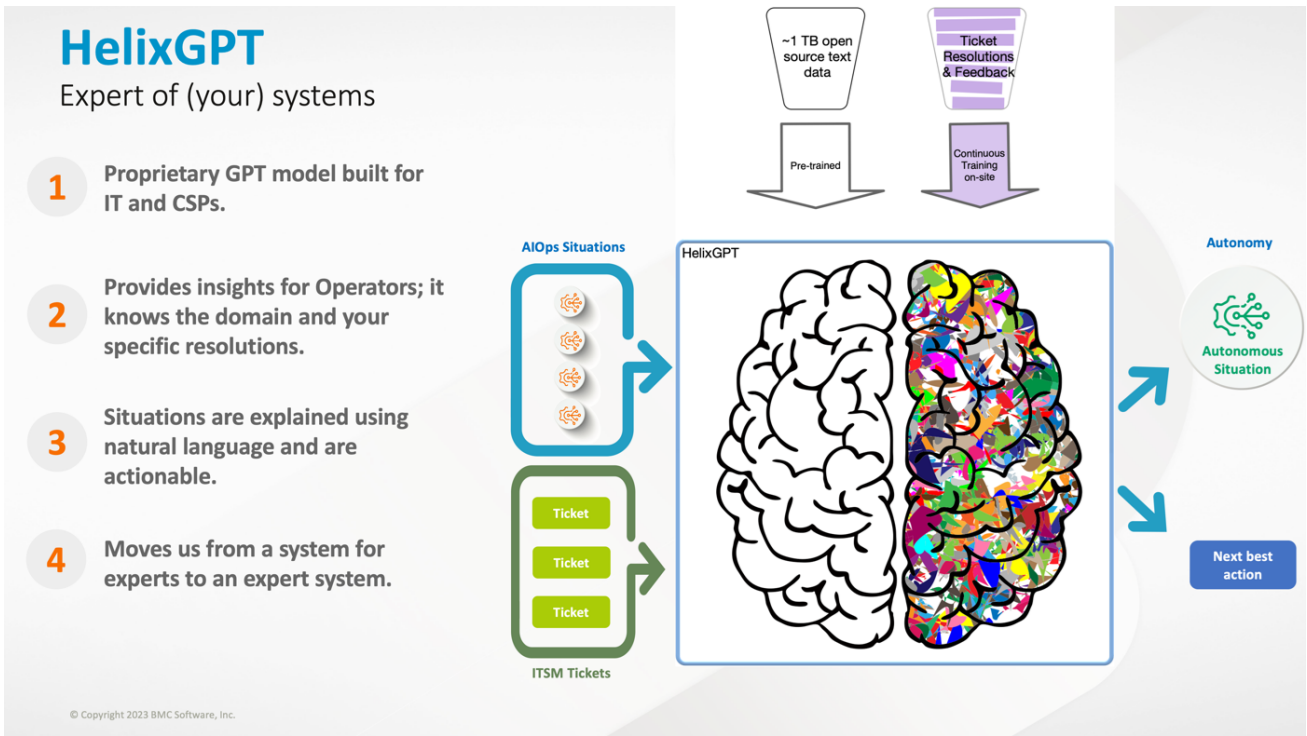 HelixGPT
Expert of (your) systems
1
Proprietary GPT model built for
IT and CSPs.
2
Provides insights for Operators; it
knows the domain and your
specific resolutions.
3
Situations are explained using
natural language and are
actionable.
4
Moves us from a system for
experts to an expert system.
~1 TB open
source text
data
Ticket
Resolutions
& Feedback
Pre-trained
Continuous
Training
on-site
AIOps Situations
HelixGPT
Ticket
Ticket
Ticket
ITSM Tickets
Autonomy
Autonomous
Situation
Next best
action
© Copyright 2023 BMC Software, Inc.